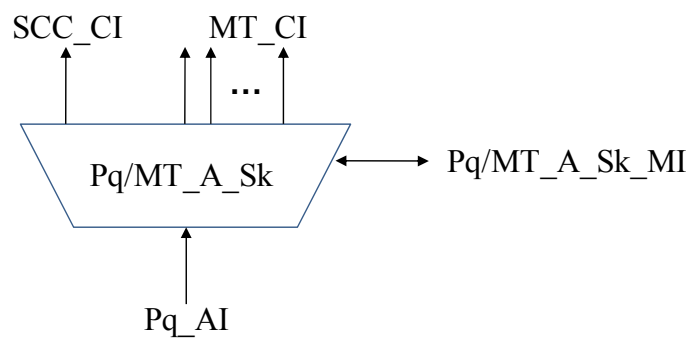 SCC_CI MT_CI
...
Pq/MT_A_Sk
Pq/MT_A_Sk_MI
Pq_AI